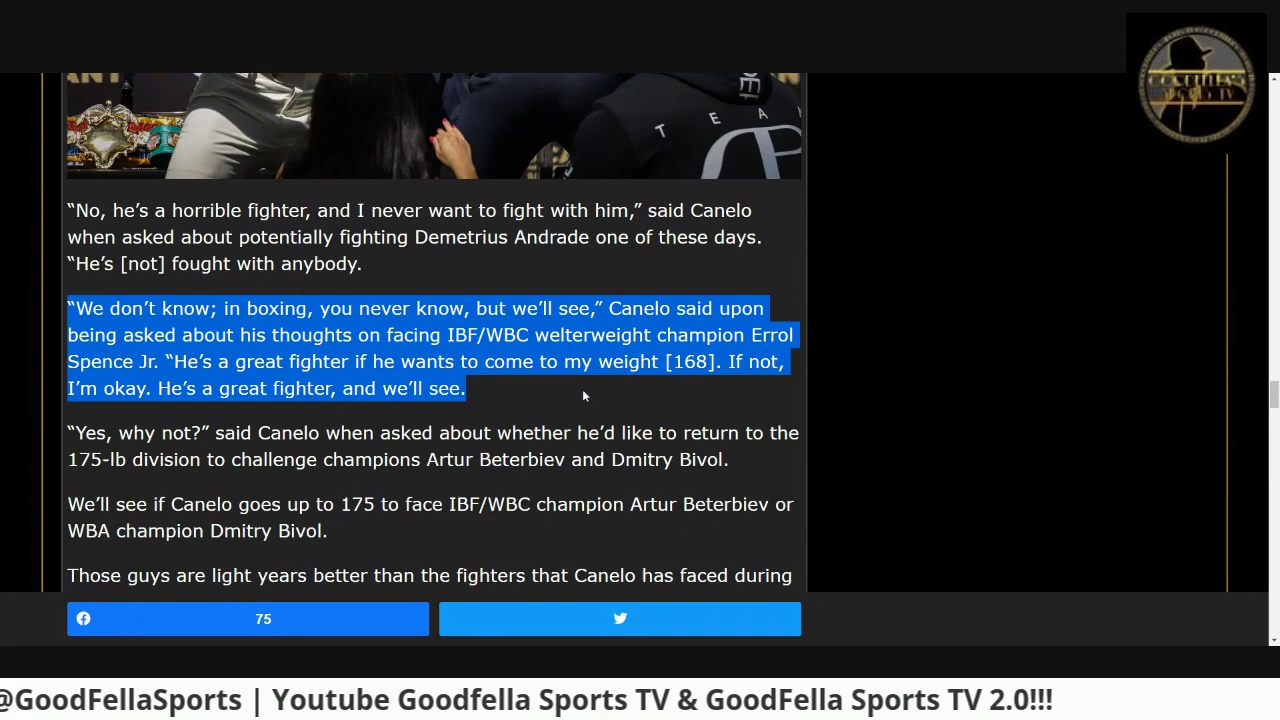 ANT
TEA
“No, he’s a horrible fighter, and I never want to fight with him,” said Canelo
when asked about potentially fighting Demetrius Andrade one of these days.
“He’s [not] fought with anybody.
“We don’t know; in boxing, you never know, but we’ll see,” Canelo said upon
being asked about his thoughts on facing IBF/WBC welterweight champion Errol
Spence Jr. “He’s a great fighter if he wants to come to my weight [168]. If not,
I’m okay. He’s a great fighter, and we’ll see.
“Yes, why not?” said Canelo when asked about whether he’d like to return to the
175-lb division to challenge champions Artur Beterbiev and Dmitry Bivol.
We’ll see if Canelo goes up to 175 to face IBF/WBC champion Artur Beterbiev or
WBA champion Dmitry Bivol.
Those guys are light years better than the fighters that Canelo has faced during
75
@GoodFellaSports | Youtube Goodfella Sports TV & GoodFella Sports TV 2.0!!!